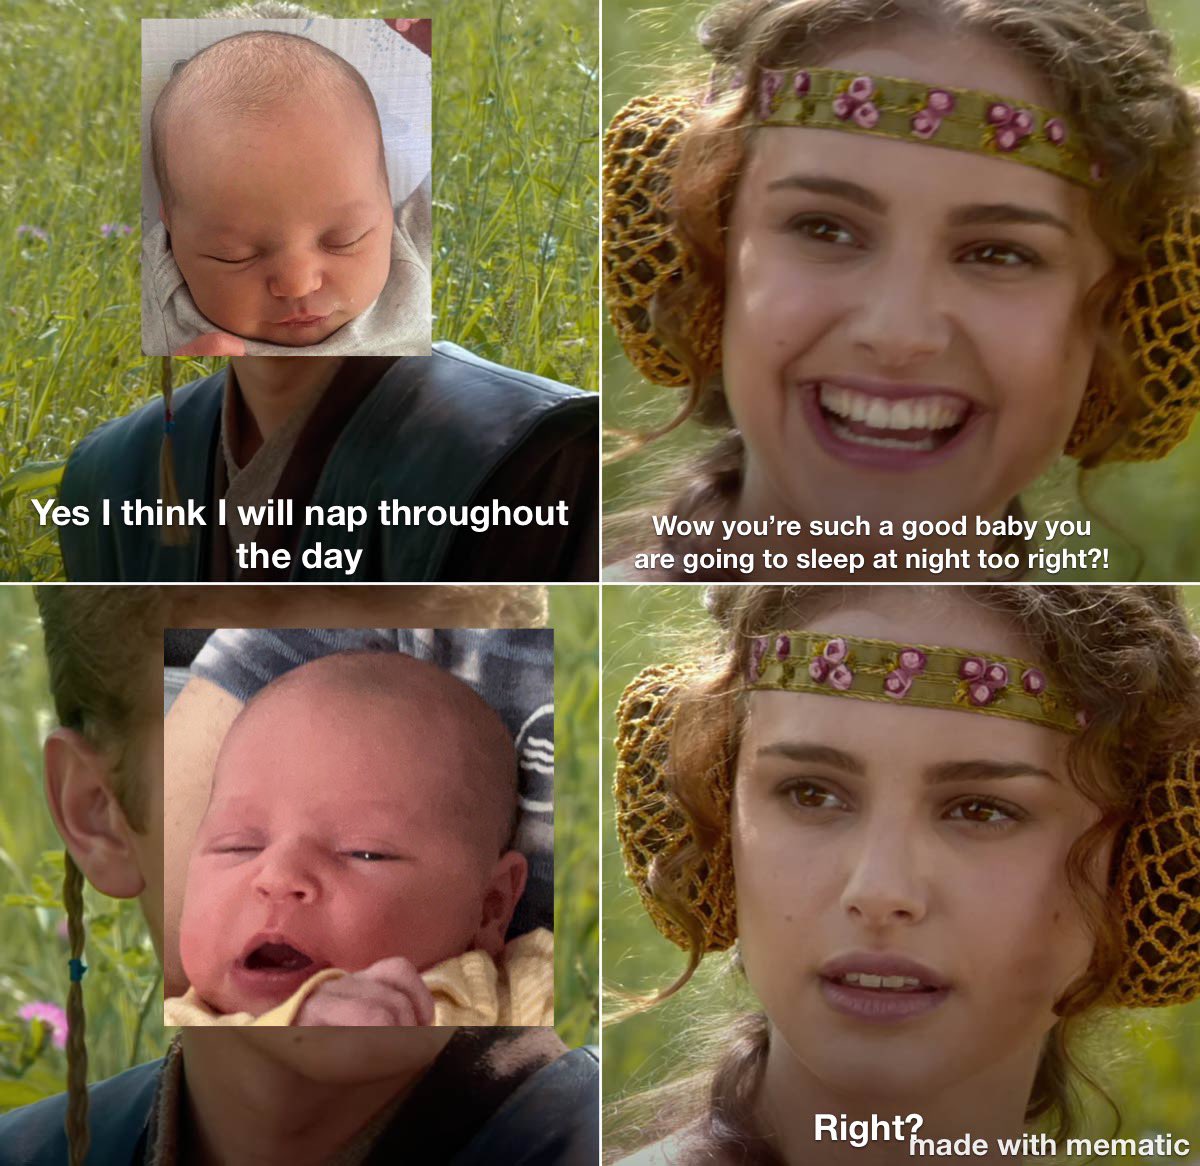 Yes I think I will nap throughout
the day
Wow you're such a good baby you
are going to sleep at night too right?!
Right?
made with mematic